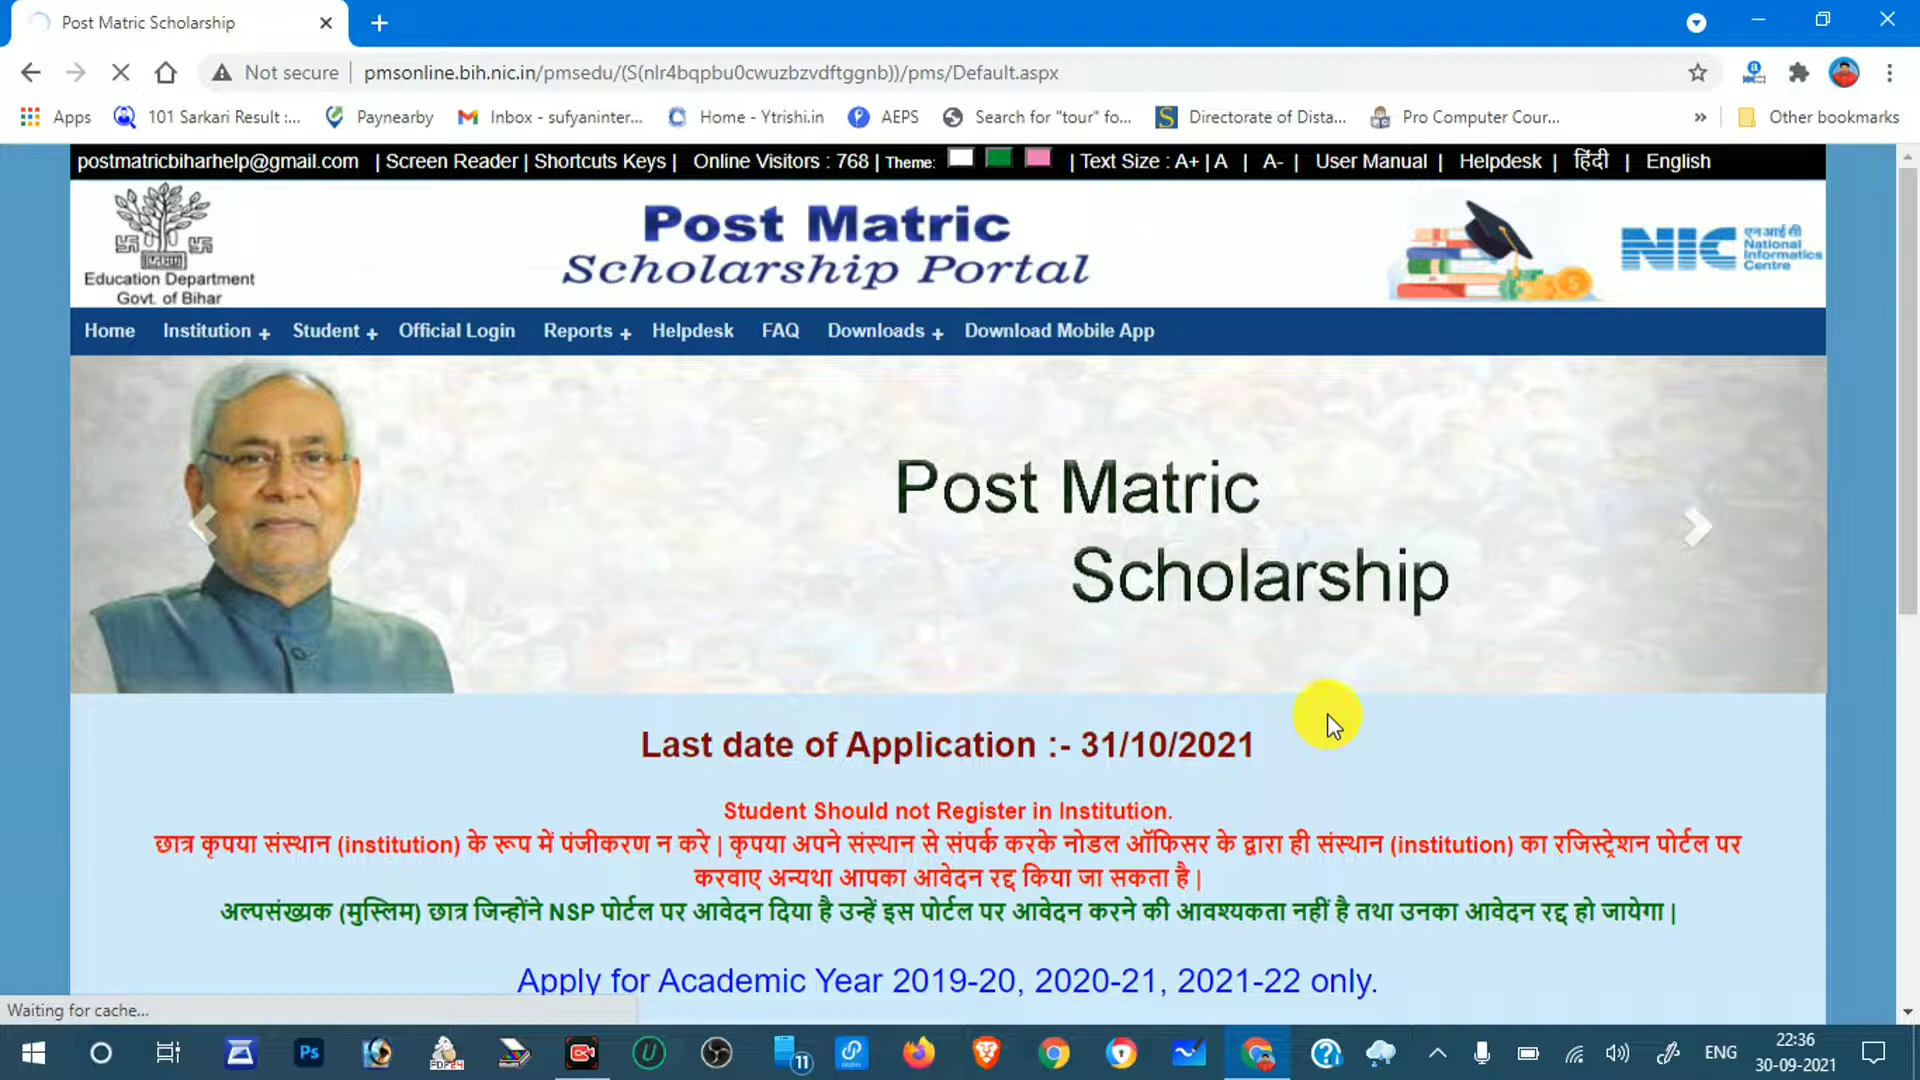 Post Matric Scholarship
Not secure
pmsonline.bih.nic.in/pmsedu/(S(nlr4bqpbu0cwuzbzvdftggnb))/pms/Default.aspx
Apps
101 Sarkari Result :...
Paynearby
Inbox - sufyaninter...
Home - Ytrishi.in
AEPS
Search for "tour" fo...
Directorate of Dista...
Pro Computer Cour...
»
Other bookmarks
postmatricbiharhelp@gmail.com | Screen Reader | Shortcuts Keys | Online Visitors : 768 | Theme: | Text Size : A+ | A | A- | User Manual | Helpdesk | हिंदी | English
Education Department
Govt. of Bihar
Post Matric
Scholarship Portal
NIC
एन आई सी
National
Informatics
Centre
Home Institution + Student + Official Login Reports + Helpdesk FAQ Downloads + Download Mobile App
Post Matric
Scholarship
Last date of Application :- 31/10/2021
Student Should not Register in Institution.
छात्र कृपया संस्थान (institution) के रूप में पंजीकरण न करे | कृपया अपने संस्थान से संपर्क करके नोडल ऑफिसर के द्वारा ही संस्थान (institution) का रजिस्ट्रेशन पोर्टल पर
करवाए अन्यथा आपका आवेदन रद्द किया जा सकता है |
अल्पसंख्यक (मुस्लिम) छात्र जिन्होंने NSP पोर्टल पर आवेदन दिया है उन्हें इस पोर्टल पर आवेदन करने की आवश्यकता नहीं है तथा उनका आवेदन रद्द हो जायेगा |
Apply for Academic Year 2019-20, 2020-21, 2021-22 only.
Waiting for cache...
Ps
PDF24
11
ENG
22:36
30-09-2021